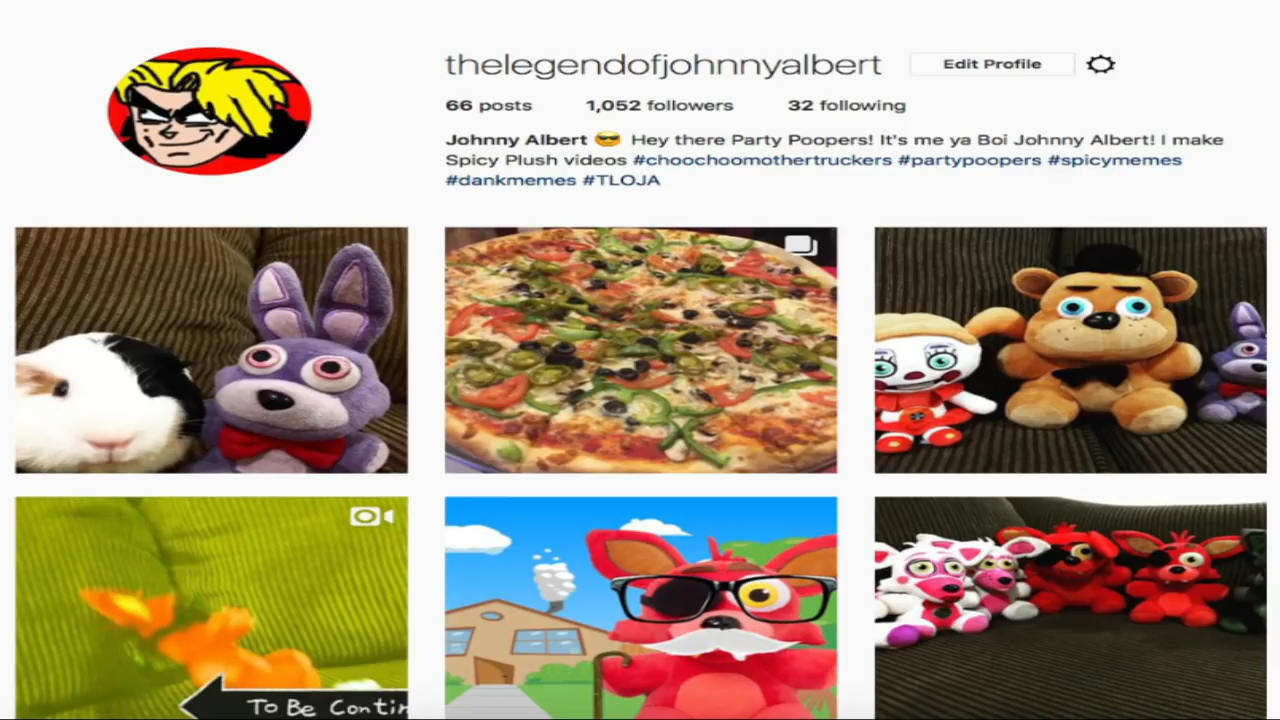 thelegendofjohnnyalbert Edit Profile
66 posts 1,052 followers 32 following
Johnny Albert 😎 Hey there Party Poopers! It's me ya Boi Johnny Albert! I make
Spicy Plush videos #choochoomothertruckers #partypoopers #spicymemes
#dankmemes #TLOJA
To Be Contin